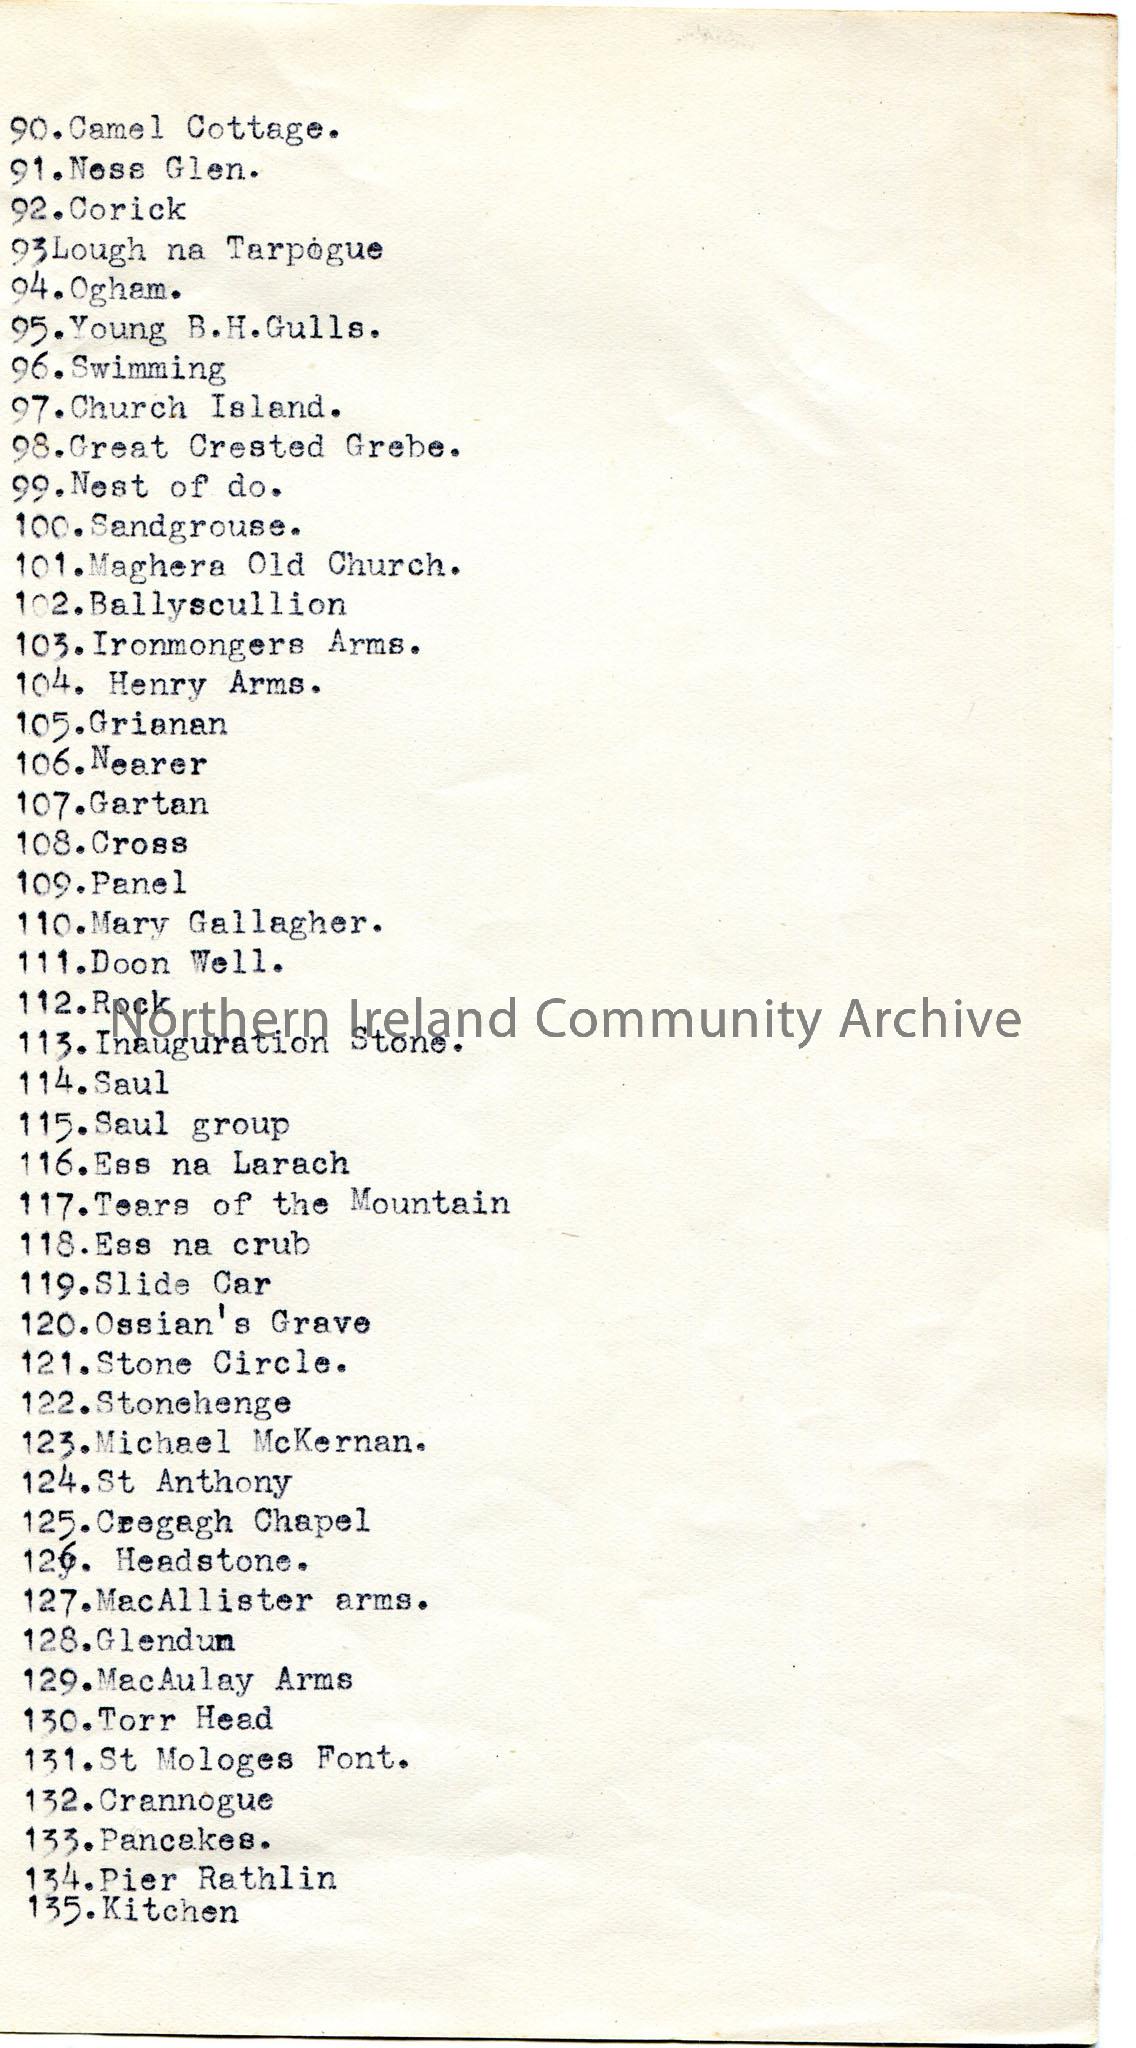 90.Camel Cottage.
91.Ness Glen.
92.Corick
93Lough na Tarpógue
94.Ogham.
95.Young B.H.Gulls.
96.Swimming
97.Church Island.
98.Great Crested Grebe.
99.Nest of do.
100.Sandgrouse.
101.Maghera Old Church.
102.Ballyscullion
103.Ironmongers Arms.
104. Henry Arms.
105.Grianan
106.Nearer
107.Gartan
108.Cross
109.Panel
110.Mary Gallagher.
111.Doon Well.
112.Rock
Northern Ireland Community Archive
113.Inauguration Stone.
114.Saul
115.Saul group
116.Ess na Larach
117.Tears of the Mountain
118.Ess na crub
119.Slide Car
120.Ossian's Grave
121.Stone Circle.
122.Stonehenge
123.Michael McKernan.
124.St Anthony
125.Cregagh Chapel
126. Headstone.
127.MacAllister arms.
128.Glendun
129.MacAulay Arms
130.Torr Head
131.St Mologes Font.
132.Crannogue
133.Pancakes.
134.Pier Rathlin
135.Kitchen